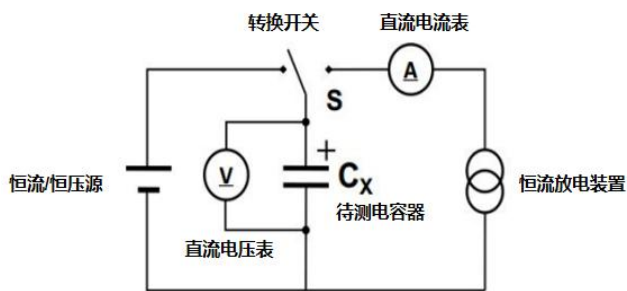 转换开关
直流电流表
A
S
恒流/恒压源
V
+
Cx
待测电容器
恒流放电装置
直流电压表